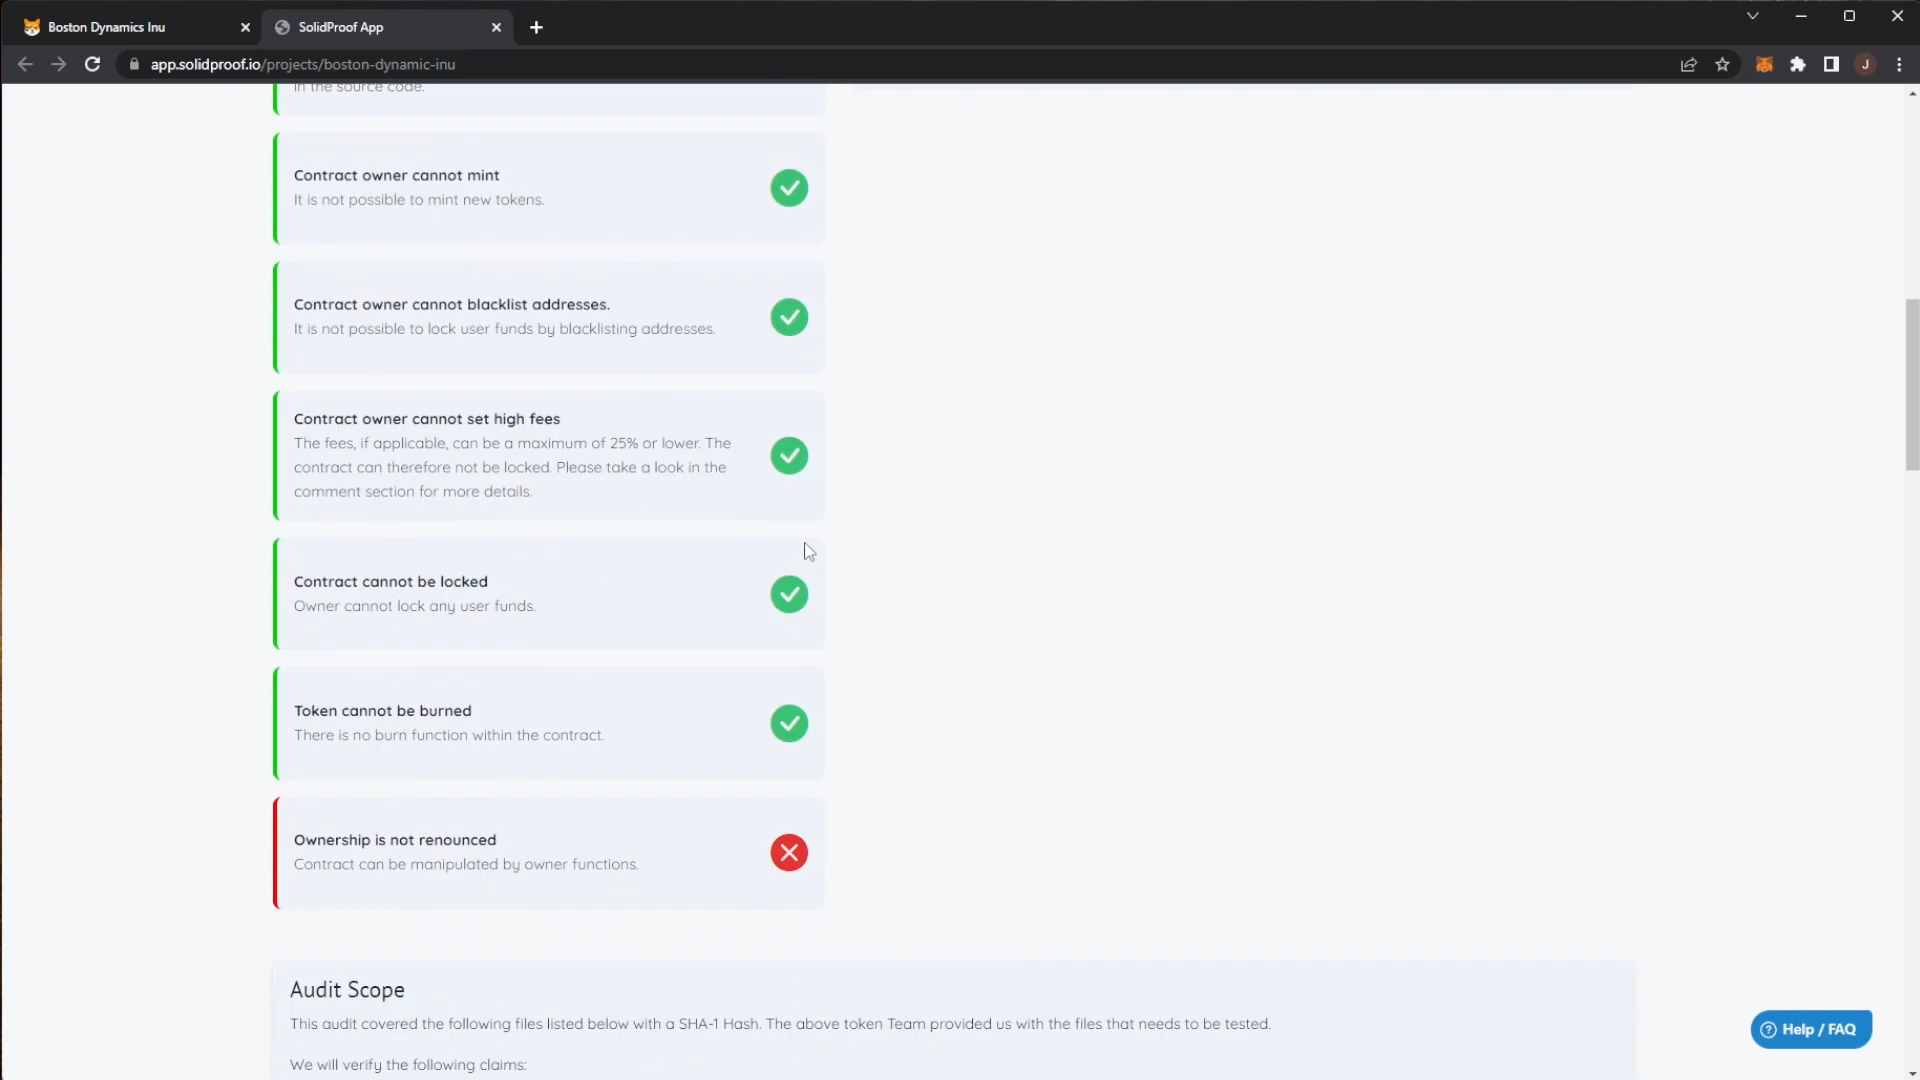 Boston Dynamics Inu
SolidProof App
app.solidproof.io/projects/boston-dynamic-inu
J
in the source code.
Contract owner cannot mint
It is not possible to mint new tokens.
Contract owner cannot blacklist addresses.
It is not possible to lock user funds by blacklisting addresses.
Contract owner cannot set high fees
The fees, if applicable, can be a maximum of 25% or lower. The
contract can therefore not be locked. Please take a look in the
comment section for more details.
Contract cannot be locked
Owner cannot lock any user funds.
Token cannot be burned
There is no burn function within the contract.
Ownership is not renounced
Contract can be manipulated by owner functions.
Audit Scope
This audit covered the following files listed below with a SHA-1 Hash. The above token Team provided us with the files that needs to be tested.
We will verify the following claims:
Help / FAQ